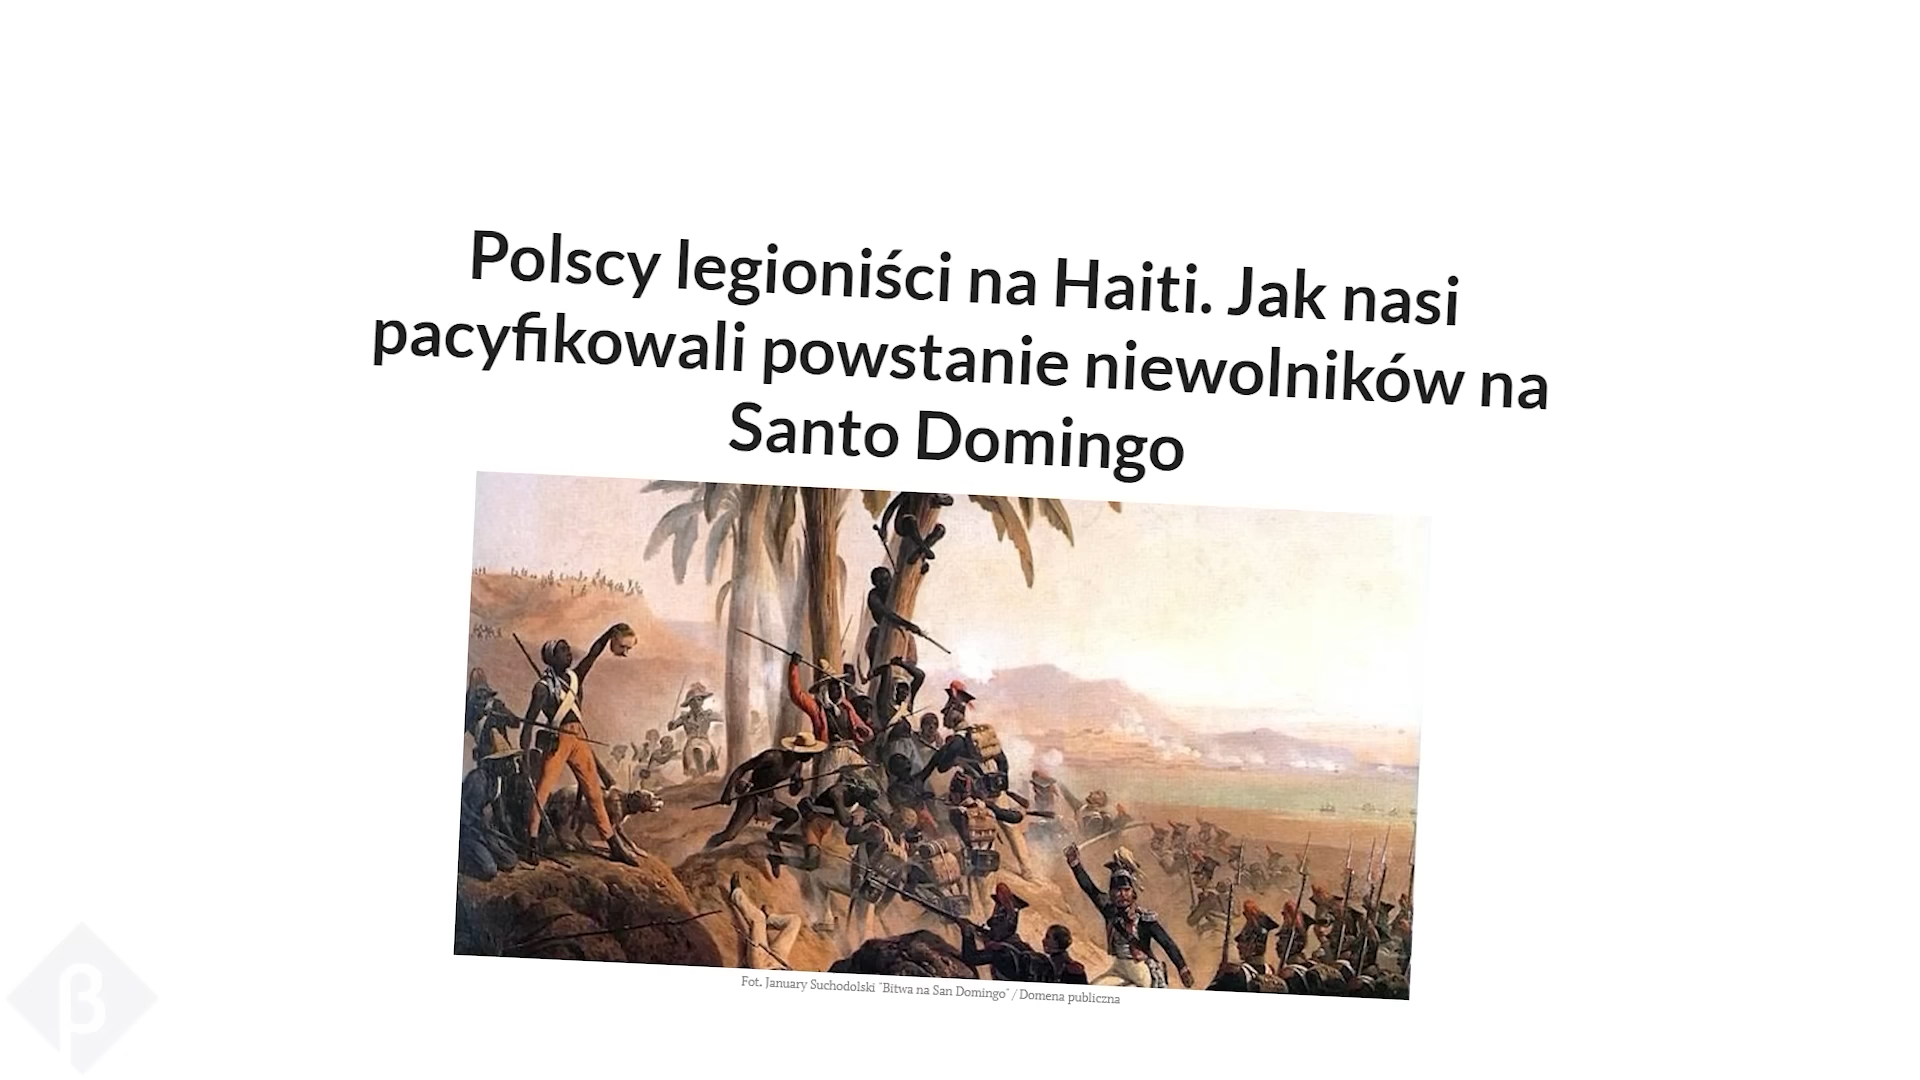 Polscy legioniści na Haiti. Jak nasi
pacyfikowali powstanie niewolników na
Santo Domingo
Fot. January Suchodolski "Bitwa na San Domingo" / Domena publiczna
β